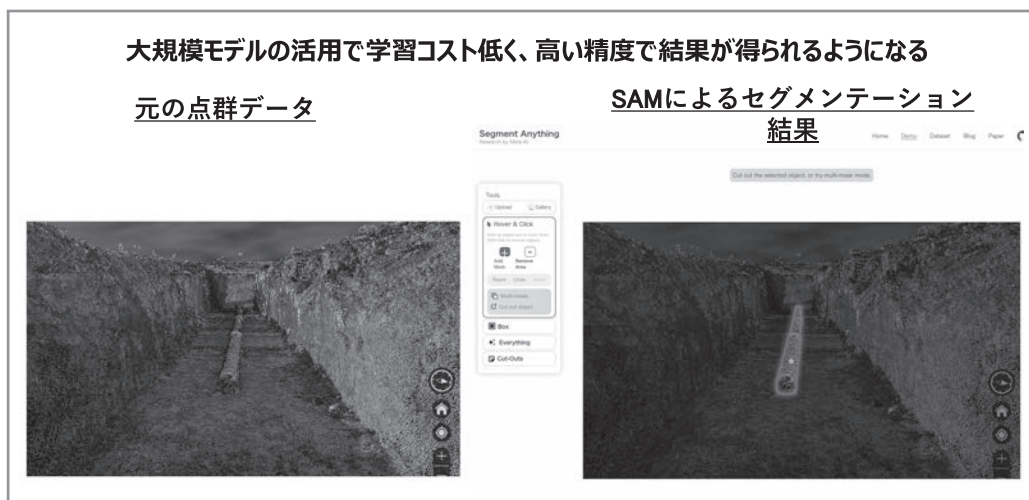 大規模モデルの活用で学習コスト低く、高い精度で結果が得られるようになる
元の点群データ
SAMによるセグメンテーション
結果
Segment Anything
Research by Meta AI
Home Demo Dataset Blog Paper
Cut out the selected object, or try multi-mask mode.
Tools
Upload Gallery
Hover & Click
Add
Mask
Remove
Area
Reset Undo
Multi-mask
Cut out object
Box
Everything
Cut-Outs